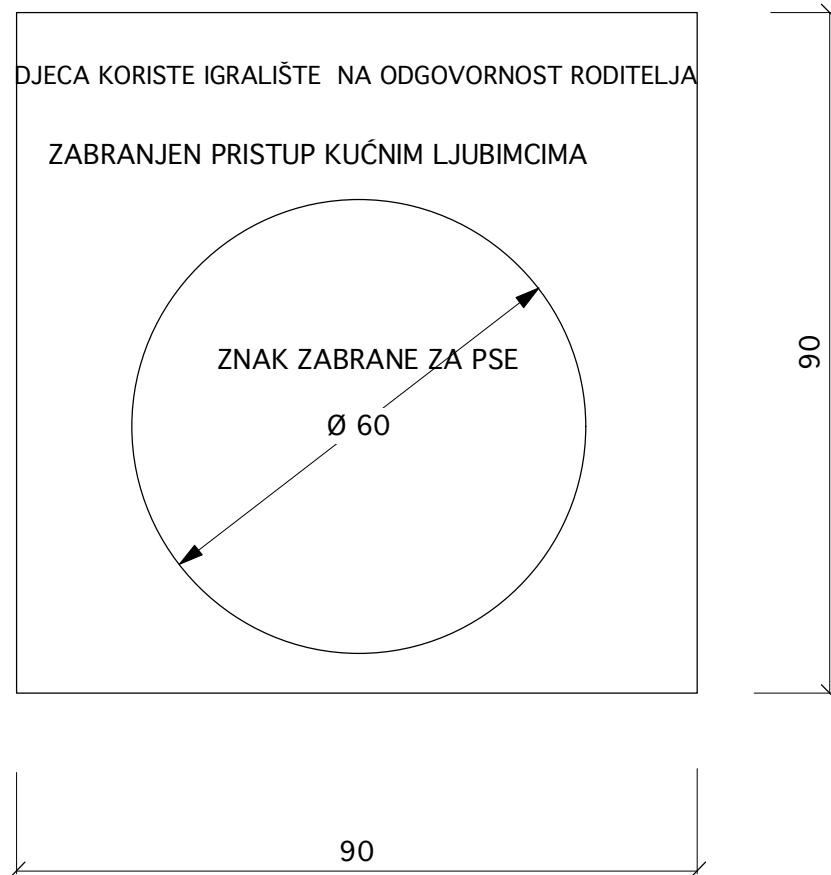 DJECA KORISTE IGRALIŠTE  NA ODGOVORNOST RODITELJA
ZABRANJEN PRISTUP KUĆNIM LJUBIMCIMA
ZNAK ZABRANE ZA PSE
Ø 60
90
90